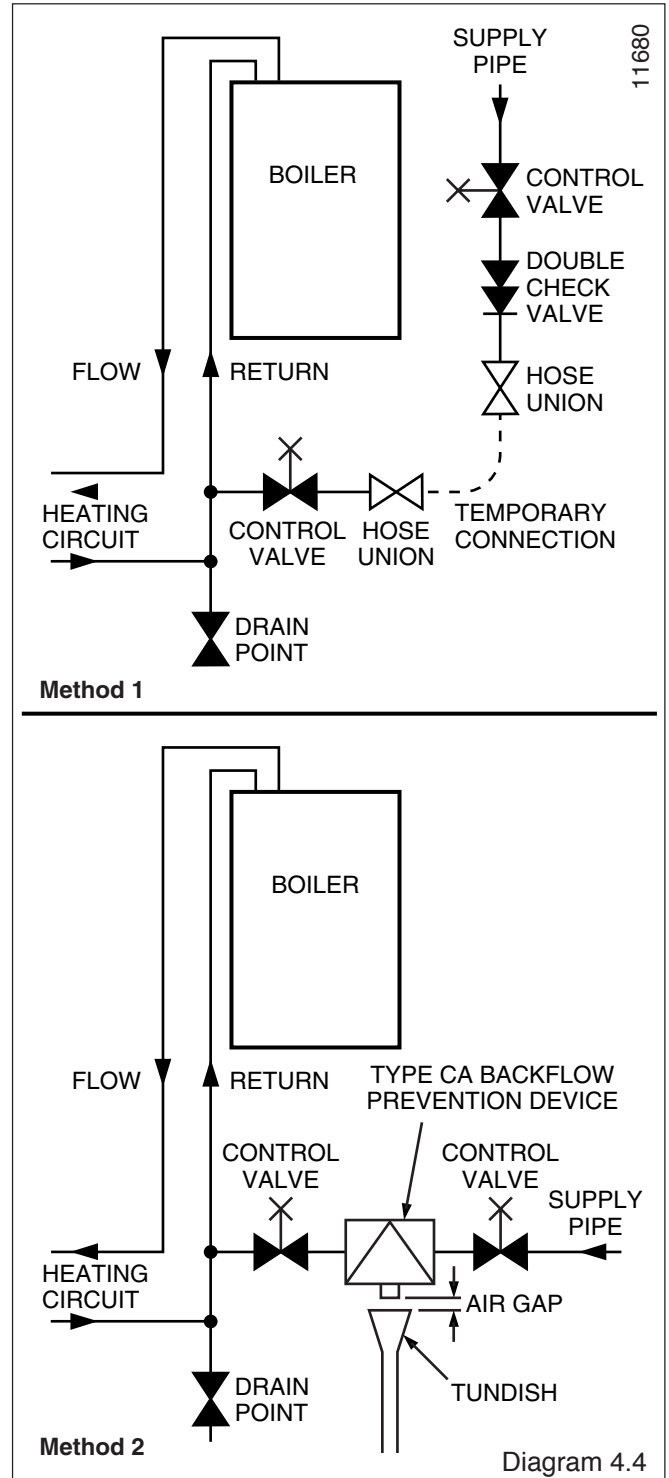 11680
SUPPLY
PIPE
BOILER
CONTROL
VALVE
DOUBLE
CHECK
VALVE
FLOW
RETURN
HOSE
UNION
HEATING
CIRCUIT
CONTROL
VALVE
HOSE
UNION
TEMPORARY
CONNECTION
DRAIN
POINT
Method 1
BOILER
FLOW
RETURN
TYPE CA BACKFLOW
PREVENTION DEVICE
CONTROL
VALVE
CONTROL
VALVE
SUPPLY
PIPE
HEATING
CIRCUIT
AIR GAP
DRAIN
POINT
TUNDISH
Method 2
Diagram 4.4